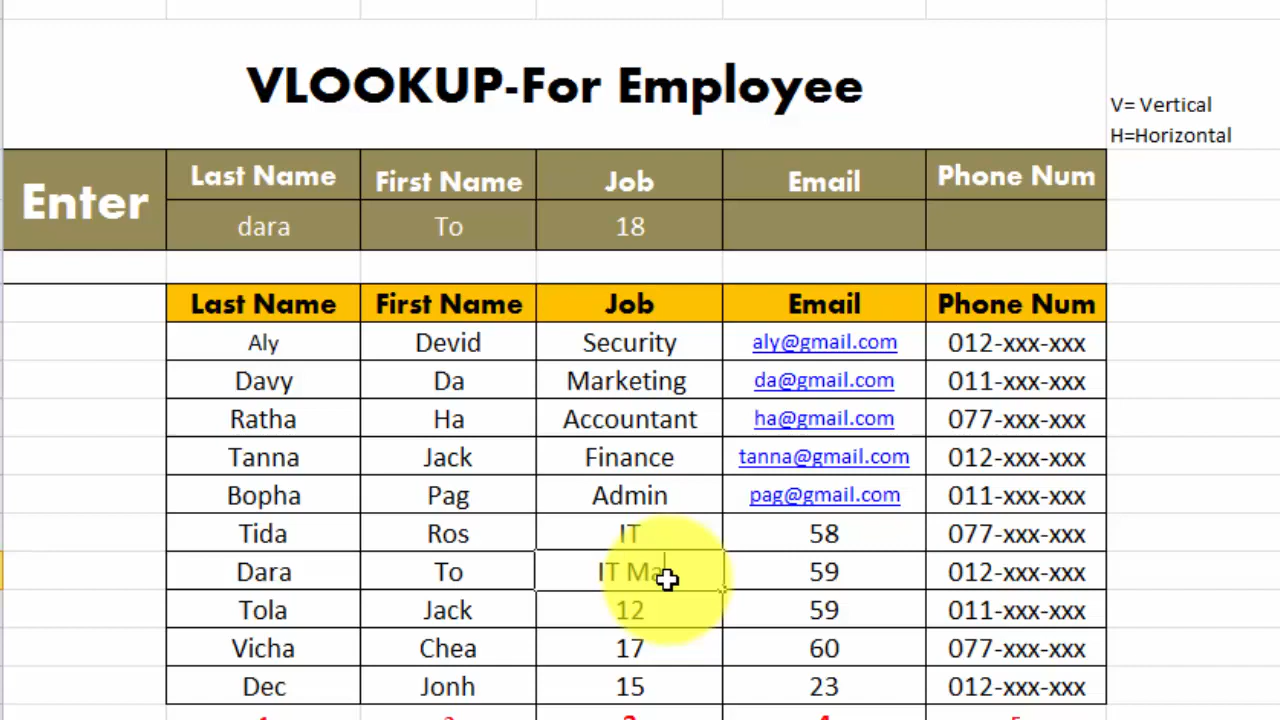 VLOOKUP-For Employee
V= Vertical
H=Horizontal
Enter
Last Name First Name Job Email Phone Num
dara To 18
Last Name First Name Job Email Phone Num
Aly Devid Security aly@gmail.com 012-xxx-xxx
Davy Da Marketing da@gmail.com 011-xxx-xxx
Ratha Ha Accountant ha@gmail.com 077-xxx-xxx
Tanna Jack Finance tanna@gmail.com 012-xxx-xxx
Bopha Pag Admin pag@gmail.com 011-xxx-xxx
Tida Ros IT 58 077-xxx-xxx
Dara To IT Ma 59 012-xxx-xxx
Tola Jack 12 59 011-xxx-xxx
Vicha Chea 17 60 077-xxx-xxx
Dec Jonh 15 23 012-xxx-xxx